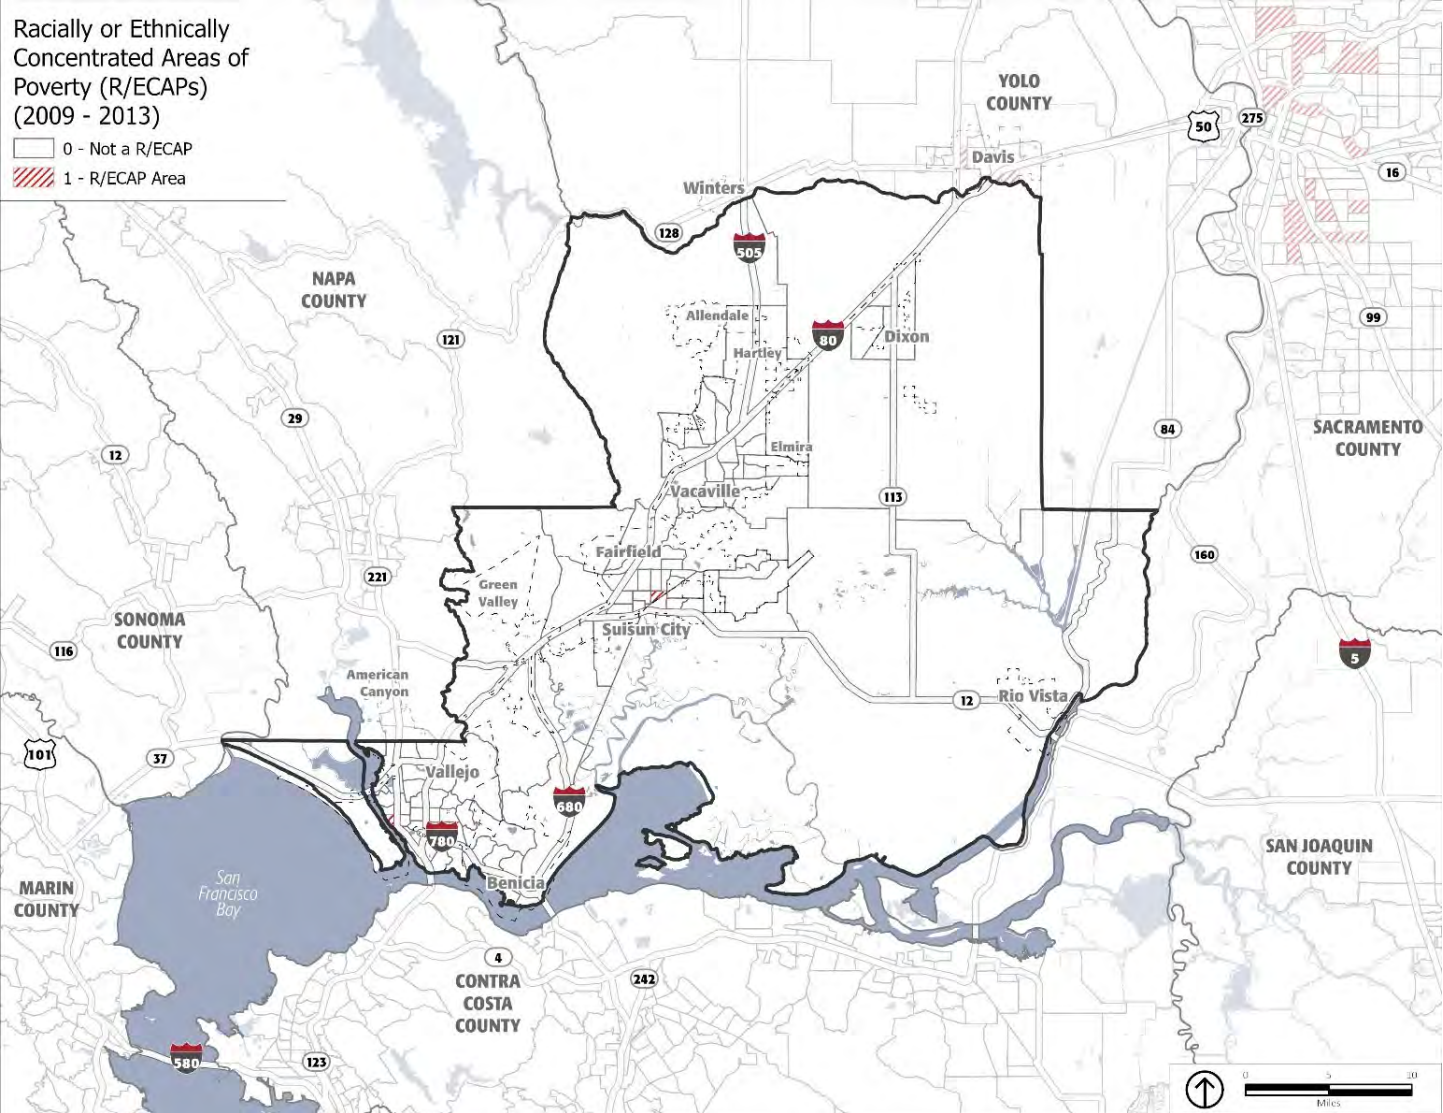 Racially or Ethnically
Concentrated Areas of
Poverty (R/ECAPs)
(2009 - 2013)
0 - Not a R/ECAP
1 - R/ECAP Area
YOLO
COUNTY
50
275
Davis
16
Winters
128
505
NAPA
COUNTY
Allendale
99
121
80
Dixon
Hartley
29
SACRAMENTO
COUNTY
84
12
Elmira
Vacaville
113
Fairfield
160
221
Green
Valley
SONOMA
COUNTY
Suisun City
116
5
American
Canyon
12
Rio Vista
101
37
Vallejo
680
780
SAN JOAQUIN
COUNTY
Benicia
San
Francisco
Bay
MARIN
COUNTY
4
CONTRA
COSTA
COUNTY
242
580
123
0 5 10
Miles